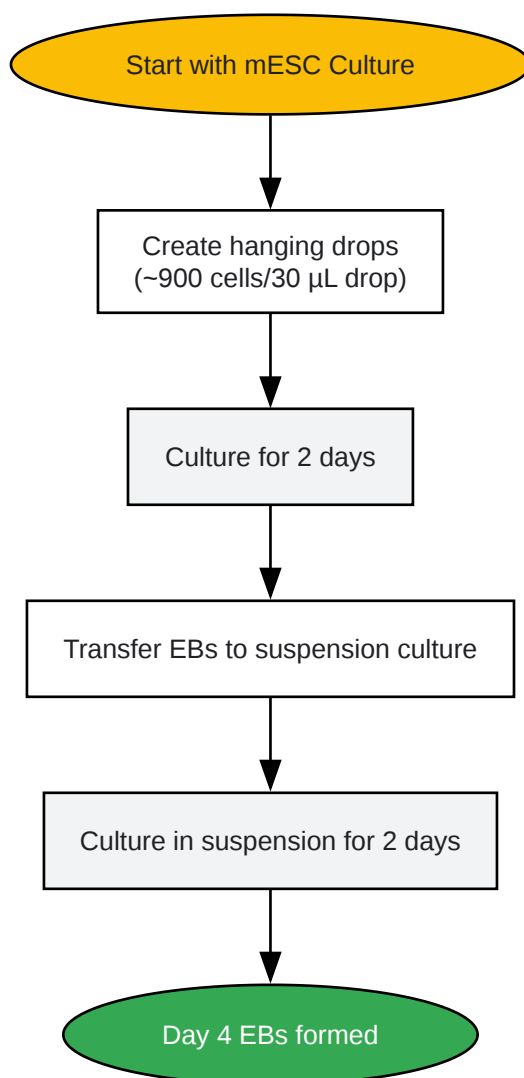 Start with mESC Culture
Create hanging drops
(~900 cells/30 µL drop)
Culture for 2 days
Transfer EBs to suspension culture
Culture in suspension for 2 days
Day 4 EBs formed